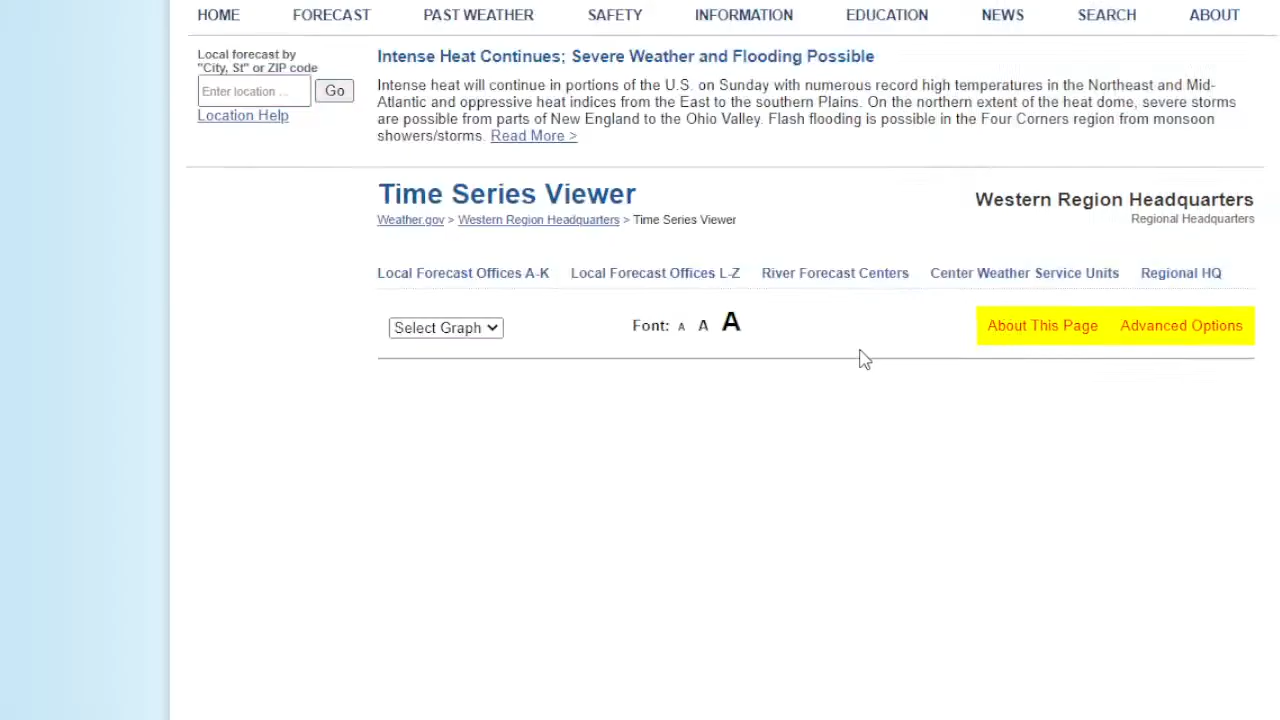 HOME FORECAST PAST WEATHER SAFETY INFORMATION EDUCATION NEWS SEARCH ABOUT
Local forecast by
"City, St" or ZIP code
Enter location ... Go
Location Help
Intense Heat Continues; Severe Weather and Flooding Possible
Intense heat will continue in portions of the U.S. on Sunday with numerous record high temperatures in the Northeast and Mid-
Atlantic and oppressive heat indices from the East to the southern Plains. On the northern extent of the heat dome, severe storms
are possible from parts of New England to the Ohio Valley. Flash flooding is possible in the Four Corners region from monsoon
showers/storms. Read More >
Time Series Viewer
Weather.gov > Western Region Headquarters > Time Series Viewer
Western Region Headquarters
Regional Headquarters
Local Forecast Offices A-K Local Forecast Offices L-Z River Forecast Centers Center Weather Service Units Regional HQ
Select Graph Font: A A A About This Page Advanced Options